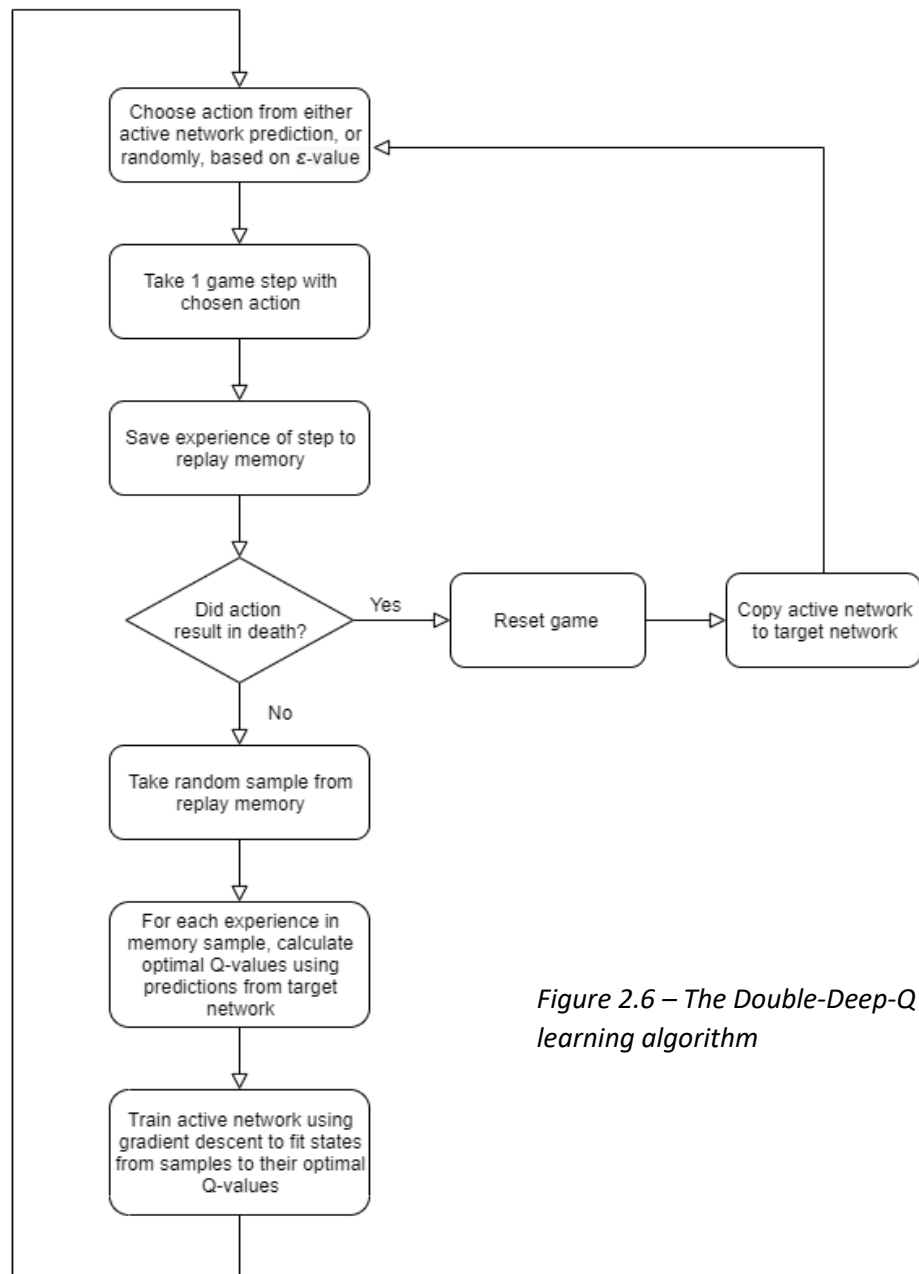 Choose action from either
active network prediction, or
randomly, based on ε-value
Take 1 game step with
chosen action
Save experience of step to
replay memory
Did action
result in death?
Yes
Reset game
Copy active network
to target network
No
Take random sample from
replay memory
For each experience in
memory sample, calculate
optimal Q-values using
predictions from target
network
Train active network using
gradient descent to fit states
from samples to their optimal
Q-values
Figure 2.6 – The Double-Deep-Q
learning algorithm